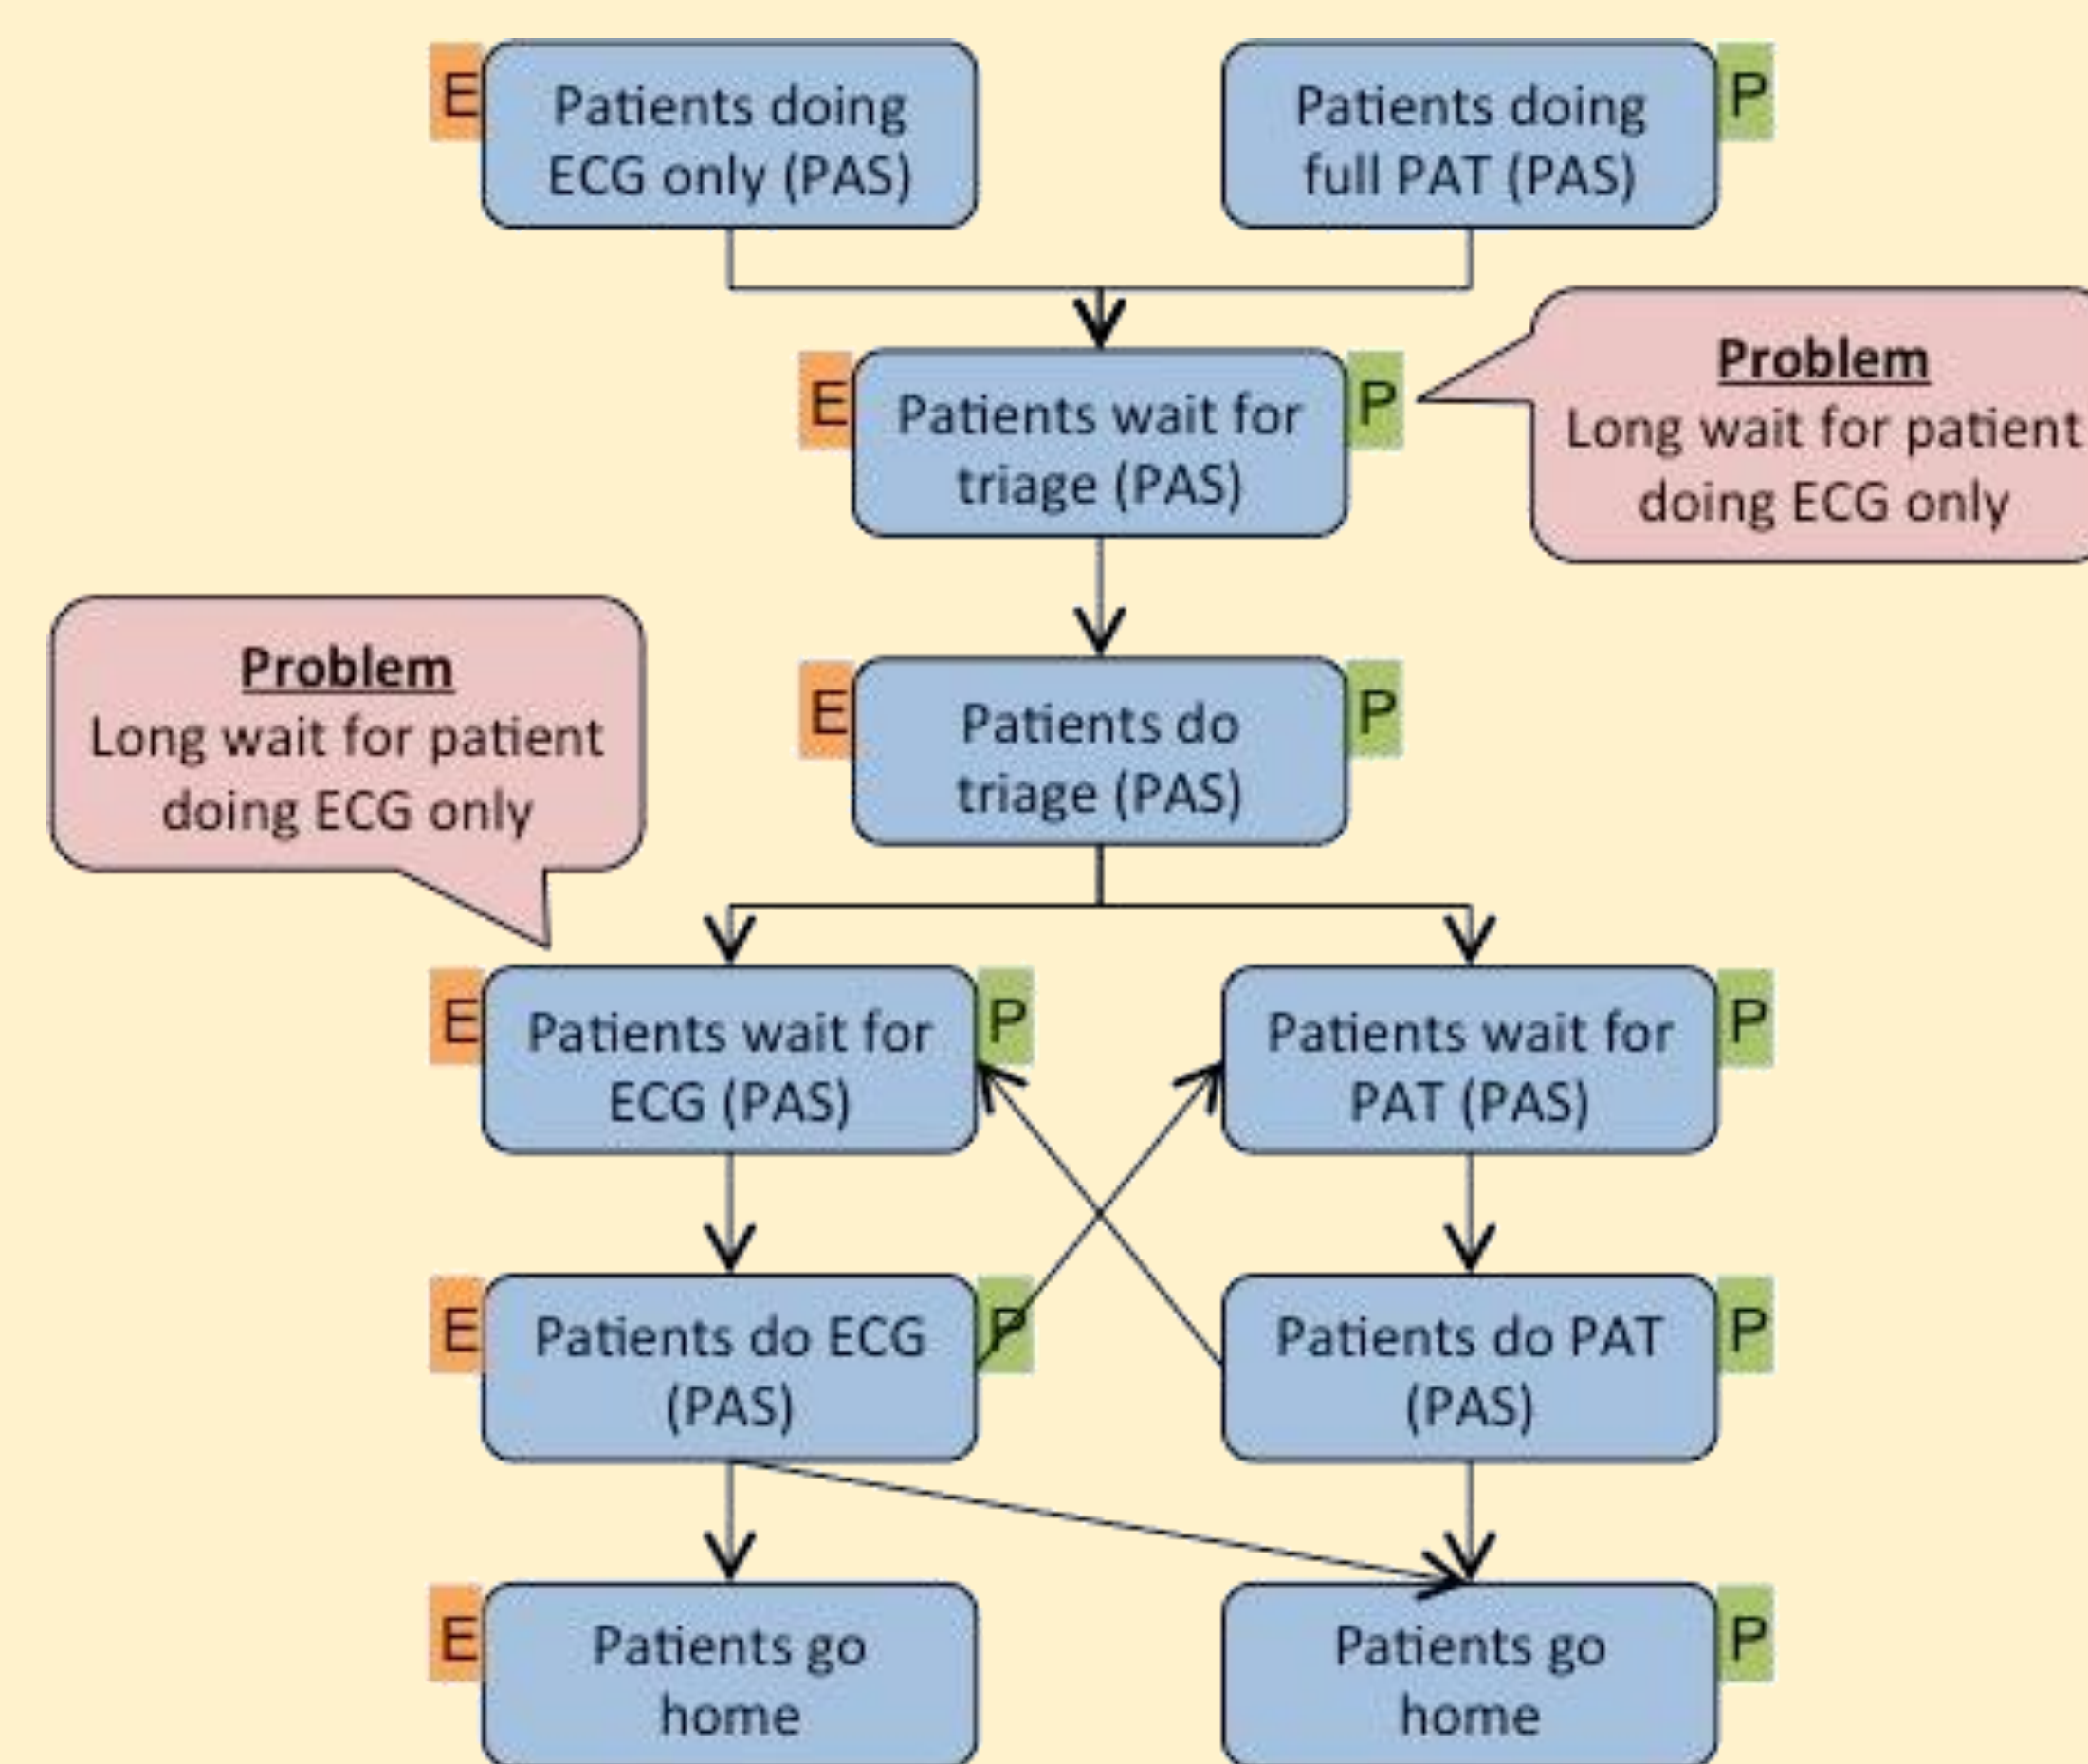 E
Patients doing
ECG only (PAS)
Patients doing
full PAT (PAS)
P
E
Patients wait for
triage (PAS)
P
Problem
Long wait for patient
doing ECG only
Problem
Long wait for patient
doing ECG only
E
Patients do
triage (PAS)
P
E
Patients wait for
ECG (PAS)
P
Patients wait for
PAT (PAS)
P
E
Patients do ECG
(PAS)
P
Patients do PAT
(PAS)
P
E
Patients go
home
Patients go
home
P